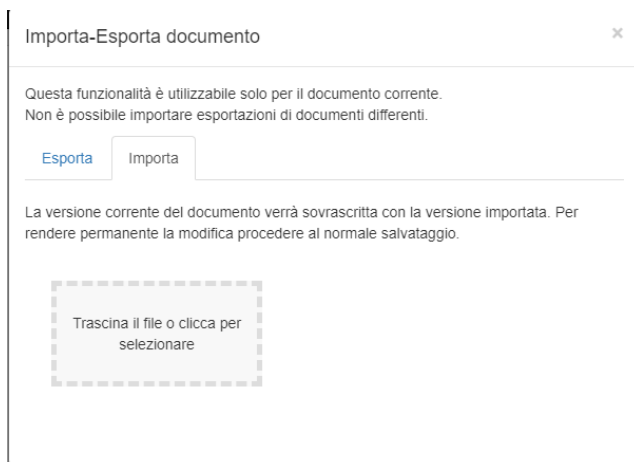 Importa-Esporta documento
×
Questa funzionalità è utilizzabile solo per il documento corrente.
Non è possibile importare esportazioni di documenti differenti.
Esporta Importa
La versione corrente del documento verrà sovrascritta con la versione importata. Per
rendere permanente la modifica procedere al normale salvataggio.
Trascina il file o clicca per
selezionare